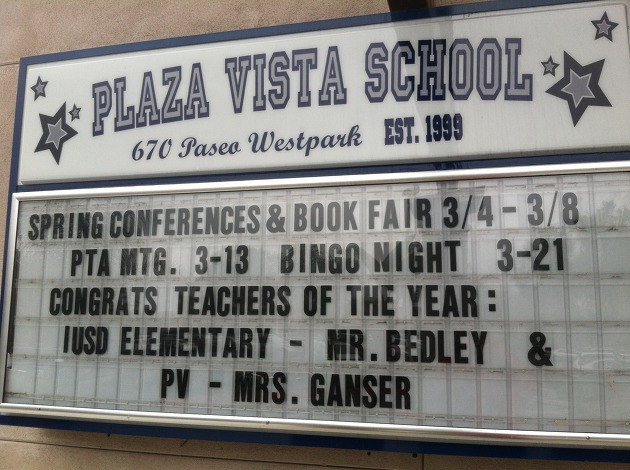 PLAZA VISTA SCHOOL
670 Paseo Westpark EST. 1999
SPRING CONFERENCES & BOOK FAIR 3/4 - 3/8
PTA MTG. 3-13 BINGO NIGHT 3-21
CONGRATS TEACHERS OF THE YEAR:
IUSD ELEMENTARY - MR. BEDLEY &
PV - MRS. GANSER